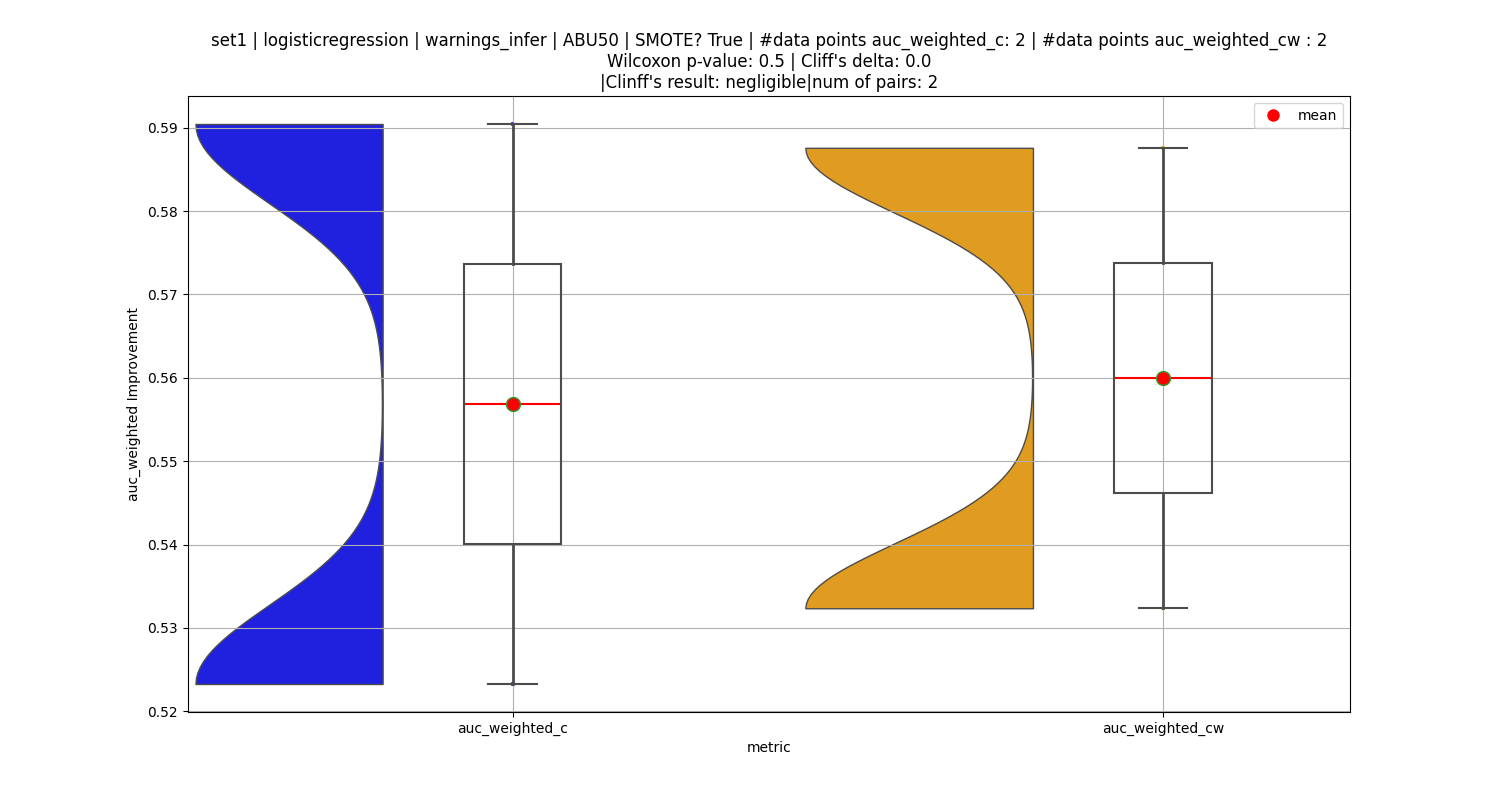 set1 | logisticregression | warnings_infer | ABU50 | SMOTE? True | #data points auc_weighted_c: 2 | #data points auc_weighted_cw : 2
Wilcoxon p-value: 0.5 | Cliff's delta: 0.0
|Clinff's result: negligible|num of pairs: 2
mean
0.59
0.58
0.57
0.56
0.55
0.54
0.53
0.52
auc_weighted Improvement
auc_weighted_c
auc_weighted_cw
metric